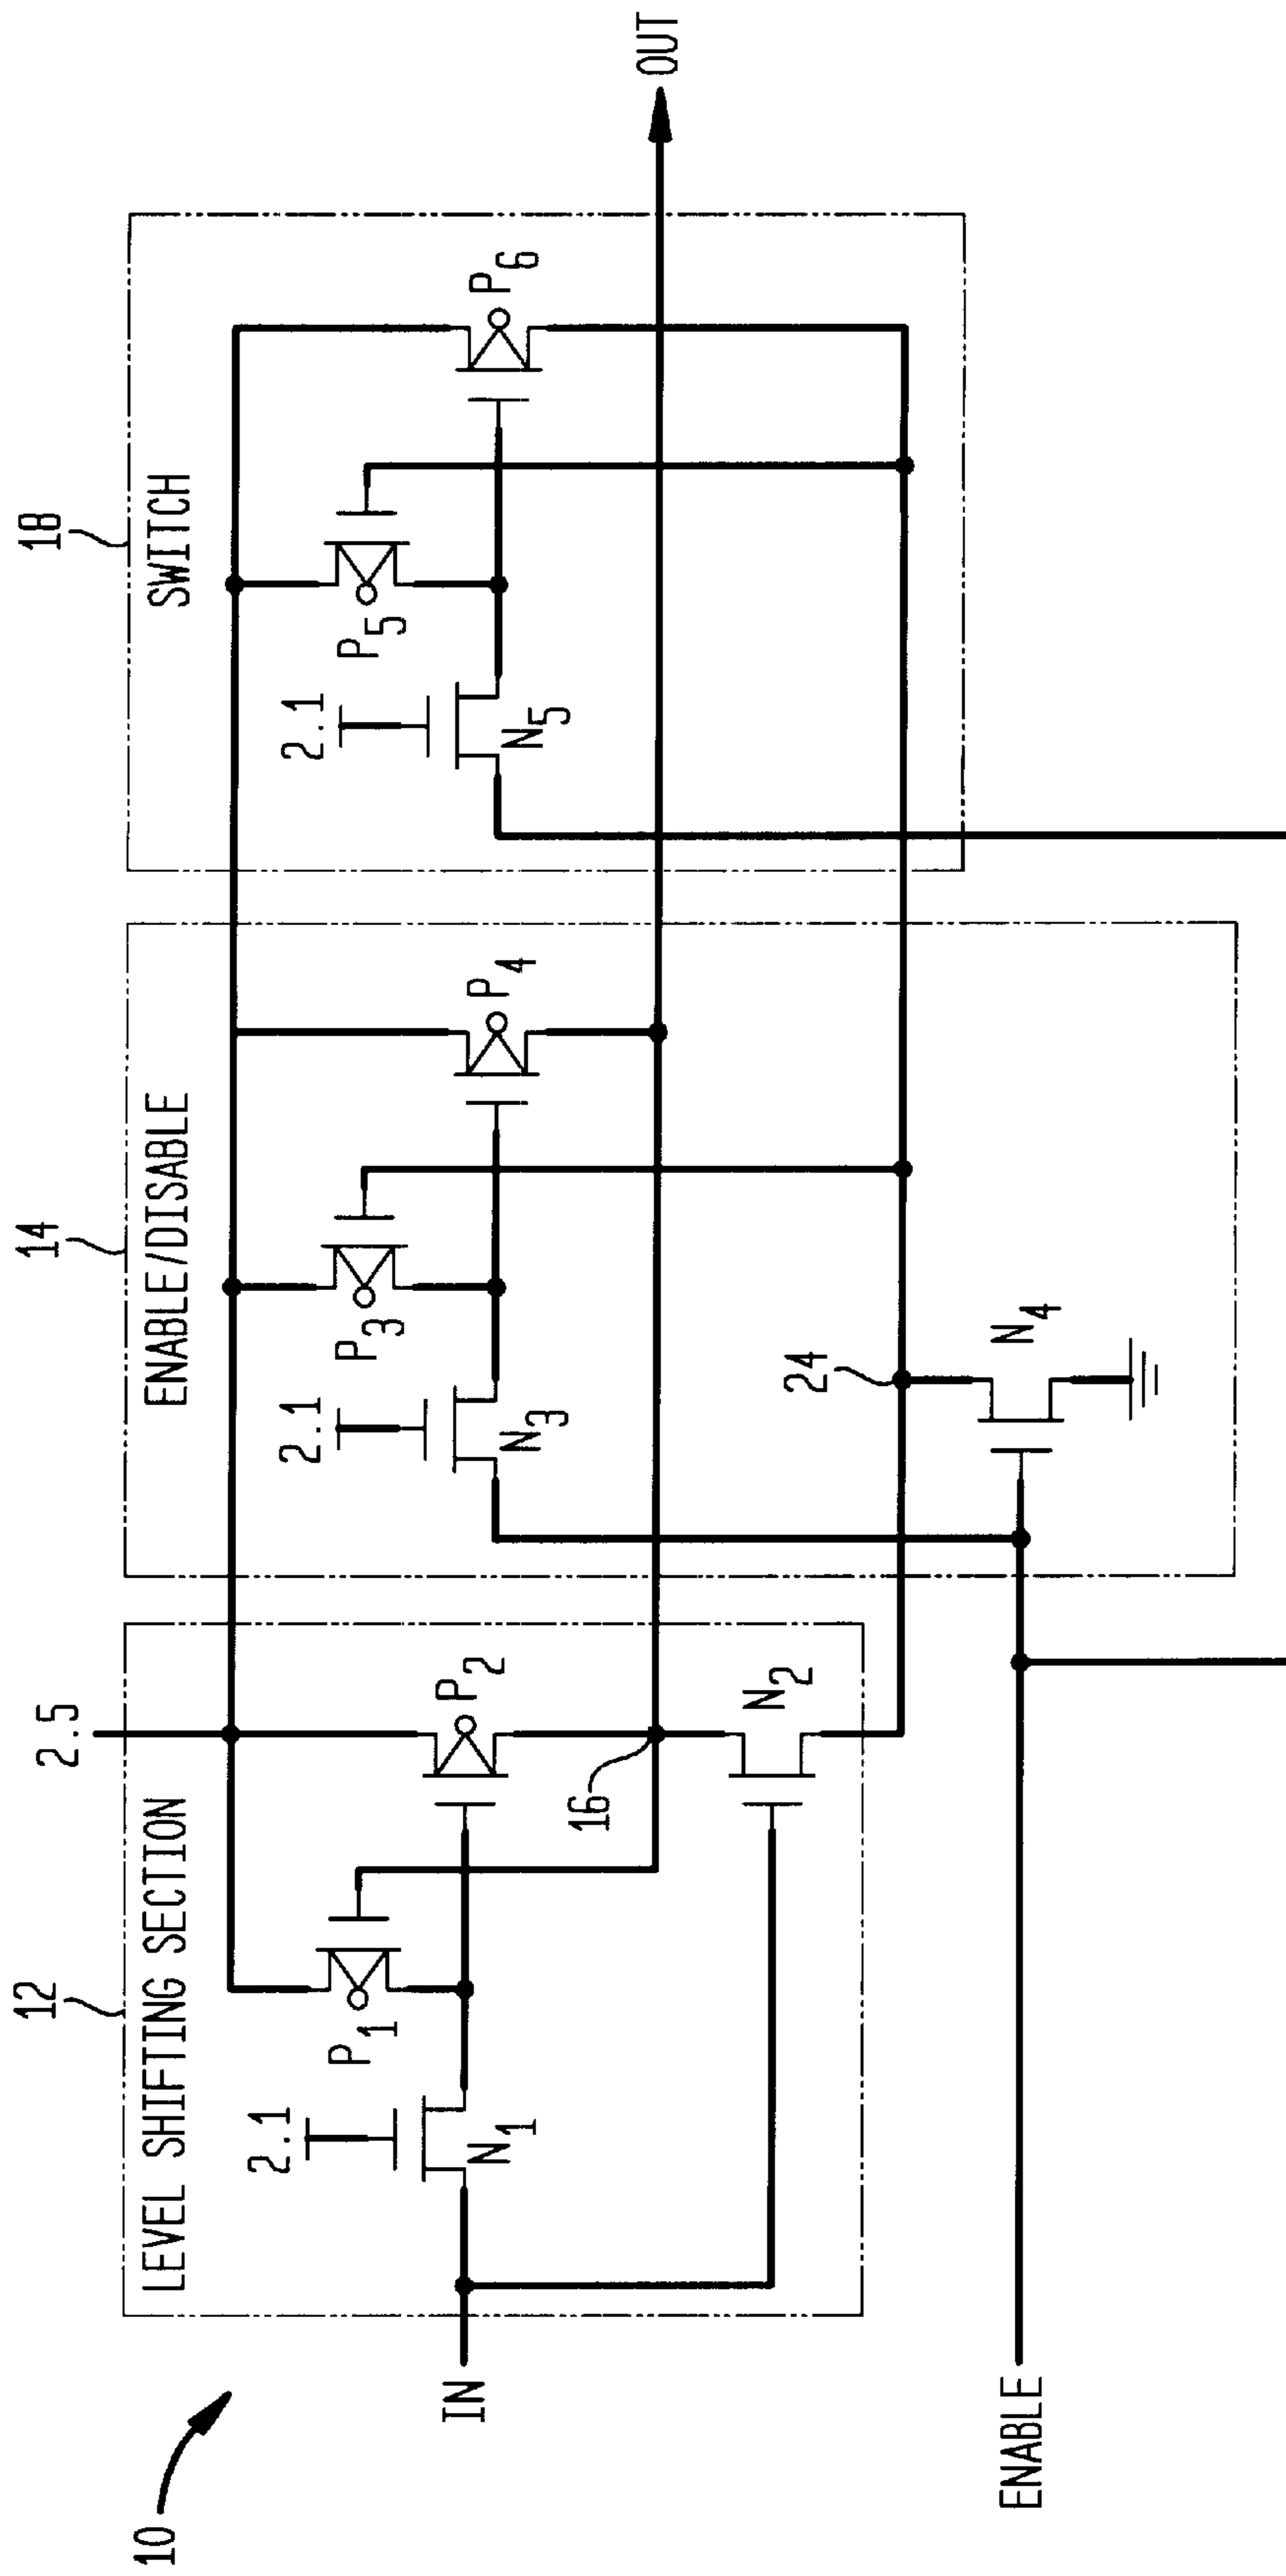 10
12
LEVEL SHIFTING SECTION
2.5
2.1
P1
N1
P2
16
N2
IN
14
ENABLE/DISABLE
2.1
P3
N3
P4
24
N4
ENABLE
18
SWITCH
2.1
P5
N5
P6
OUT